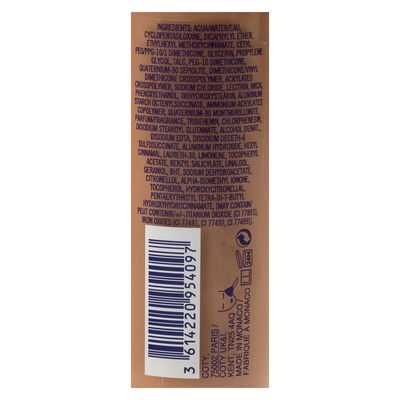 INGREDIENTS: AQUA/WATER/EAU,
CYCLOPENTASILOXANE, DICAPRYLYL ETHER,
ETHYLHEXYL METHOXYCINNAMATE, CETYL
PEG/PPG-10/1 DIMETHICONE, GLYCERIN, PROPYLENE
GLYCOL, TALC, PEG-10 DIMETHICONE,
QUATERNIUM-90 SEPIOLITE, DIMETHICONE/VINYL
DIMETHICONE CROSSPOLYMER, ACRYLATES
CROSSPOLYMER, SODIUM CHLORIDE, LECITHIN, MICA
PHENOXYETHANOL, TRIHYDROXYSTEARIN, ALUMINUM
STARCH OCTENYLSUCCINATE, AMMONIUM ACRYLATES
COPOLYMER, QUATERNIUM-90 MONTMORILLONITE,
PARFUM/FRAGRANCE, TRIBEHENIN, CHLORPHENESIN,
DISODIUM STEAROYL GLUTAMATE, ALCOHOL DENAT.,
DISODIUM EDTA, DISODIUM DECETH-6
SULFOSUCCINATE, ALUMINUM HYDROXIDE, HEXYL
CINNAMAL, LAURETH-30, LIMONENE, TOCOPHERYL
ACETATE, BENZYL SALICYLATE, LINALOOL,
GERANIOL, BHT, SODIUM DEHYDROACETATE,
CITRONELLOL, ALPHA-ISOMETHYL IONONE,
TOCOPHEROL, HYDROXYCITRONELLAL,
PENTAERYTHRITYL TETRA-DI-T-BUTYL
HYDROXYHYDROCINNAMATE, [MAY CONTAIN/
PEUT CONTENIR/+/-:TITANIUM DIOXIDE (CI 77891),
IRON OXIDES (CI 77491, CI 77492, CI 77499)].
3 614220 954097
24M
COTY,
75002 PARIS /
COTY UK&I,
KENT, TN25 4AQ
MADE IN MONACO /
FABRIQUÉ À MONACO